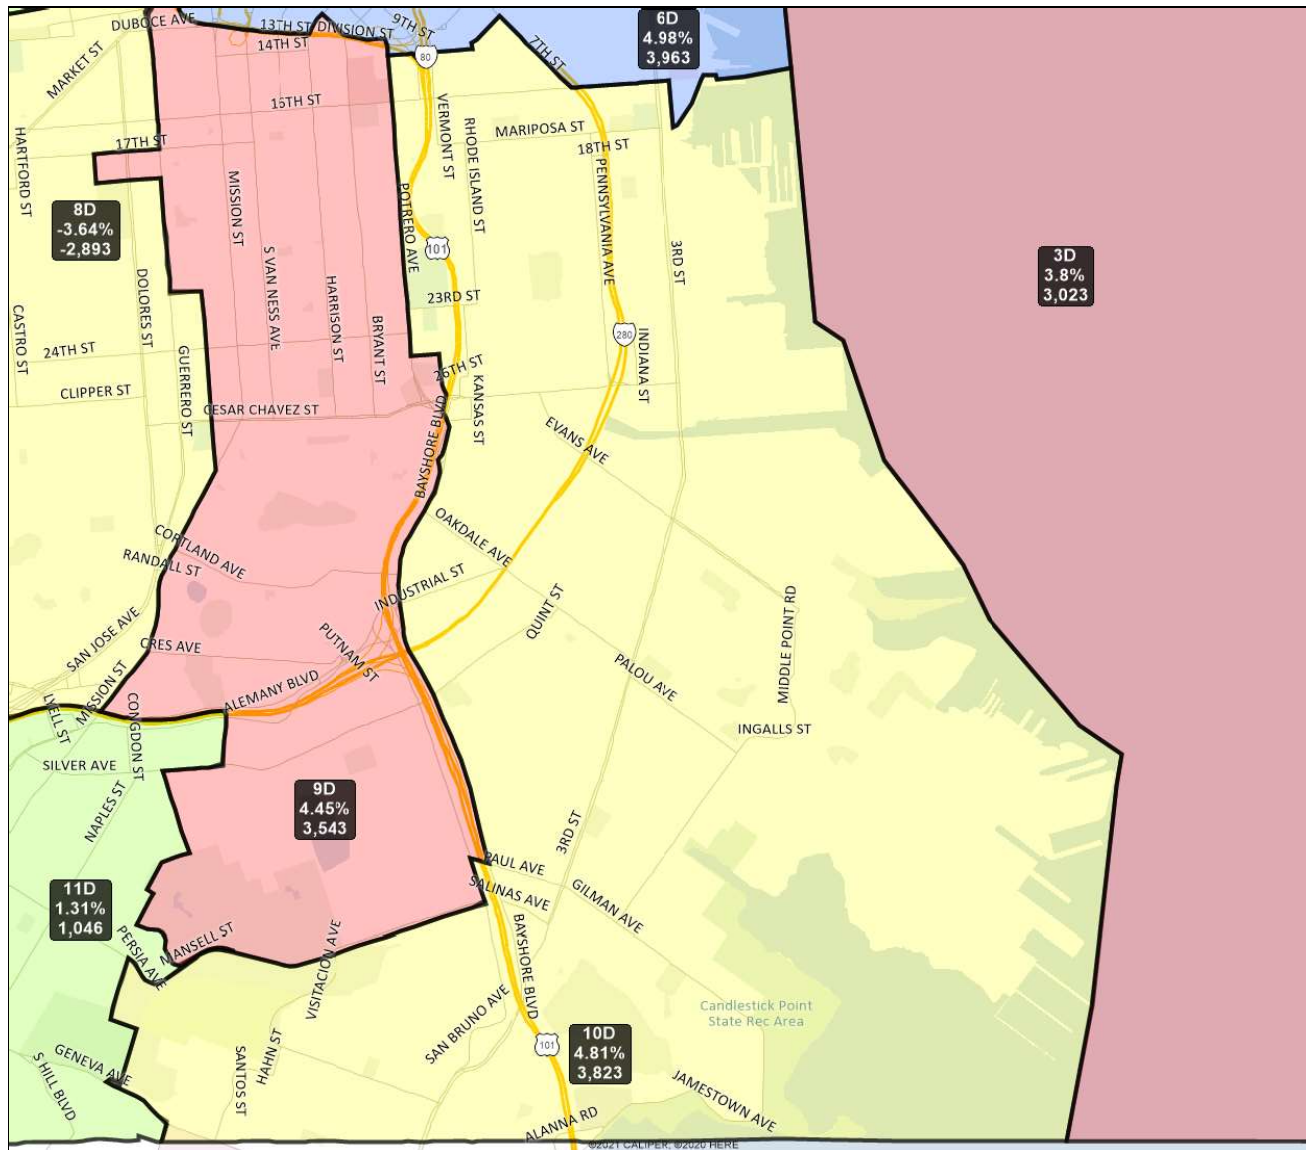 DUBOCE AVE
13TH ST
DIVISION ST
9TH ST
6D
4.98%
3,963
14TH ST
MARKET ST
80
7TH ST
16TH ST
VERMONT ST
RHODE ISLAND ST
MARIPOSA ST
18TH ST
HARTFORD ST
17TH ST
PENNSYLVANIA AVE
8D
-3.64%
-2,893
MISSION ST
POTRERO AVE
101
3RD ST
3D
3.8%
3,023
S VAN NESS AVE
DOLORES ST
HARRISON ST
23RD ST
CASTRO ST
BRYANT ST
280
INDIANA ST
24TH ST
GUERRERO ST
26TH ST
CLIPPER ST
KANSAS ST
CESAR CHAVEZ ST
BAYSHORE BLVD
EVANS AVE
OAKDALE AVE
CORTLAND AVE
RANDALL ST
INDUSTRIAL ST
QUINT ST
MIDDLE POINT RD
SAN JOSE AVE
CRES AVE
PUTNAM ST
PALOU AVE
MISSION ST
ALEMANY BLVD
LYELL ST
CONGDON ST
INGALLS ST
SILVER AVE
NAPLES ST
9D
4.45%
3,543
3RD ST
PAUL AVE
SALINAS AVE
GILMAN AVE
11D
1.31%
1,046
PERSIA AVE
MANSELL ST
VISITACION AVE
BAYSHORE BLVD
Candlestick Point
State Rec Area
SAN BRUNO AVE
101
10D
4.81%
3,823
HAHN ST
SANTOS ST
GENEVA AVE
S HILL BLVD
JAMESTOWN AVE
ALANNA RD
©2021 CALIPER; ©2020 HERE